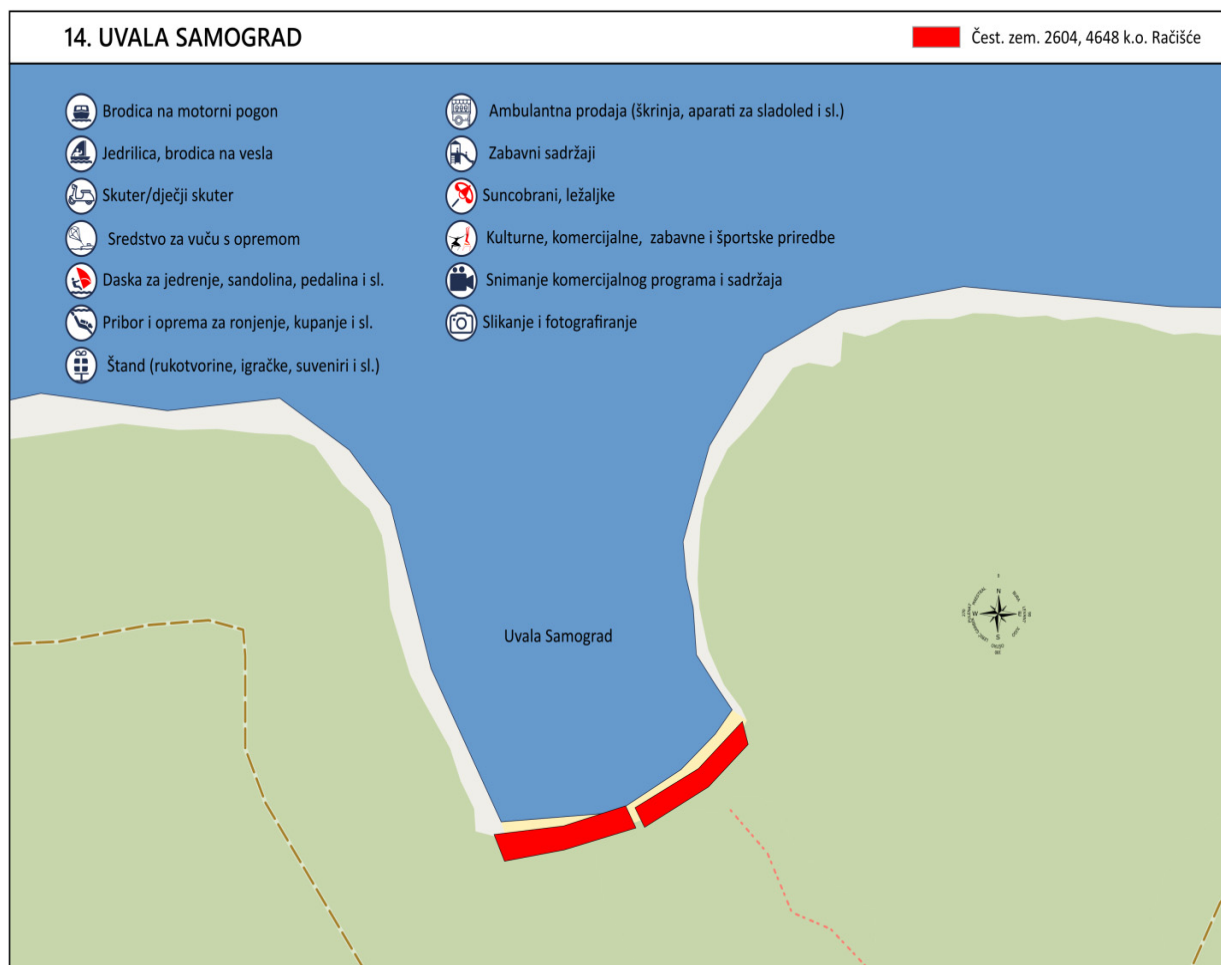 14. UVALA SAMOGRAD
Čest. zem. 2604, 4648 k.o. Račišće
Brodica na motorni pogon
Jedrilica, brodica na vesla
Skuter/dječji skuter
Sredstvo za vuču s opremom
Daska za jedrenje, sandolina, pedalina i sl.
Pribor i oprema za ronjenje, kupanje i sl.
Štand (rukotvorine, igračke, suveniri i sl.)
Ambulantna prodaja (škrinja, aparati za sladoled i sl.)
Zabavni sadržaji
Suncobrani, ležaljke
Kulturne, komercijalne, zabavne i športske priredbe
Snimanje komercijalnog programa i sadržaja
Slikanje i fotografiranje
Uvala Samograd
N
W
E
S